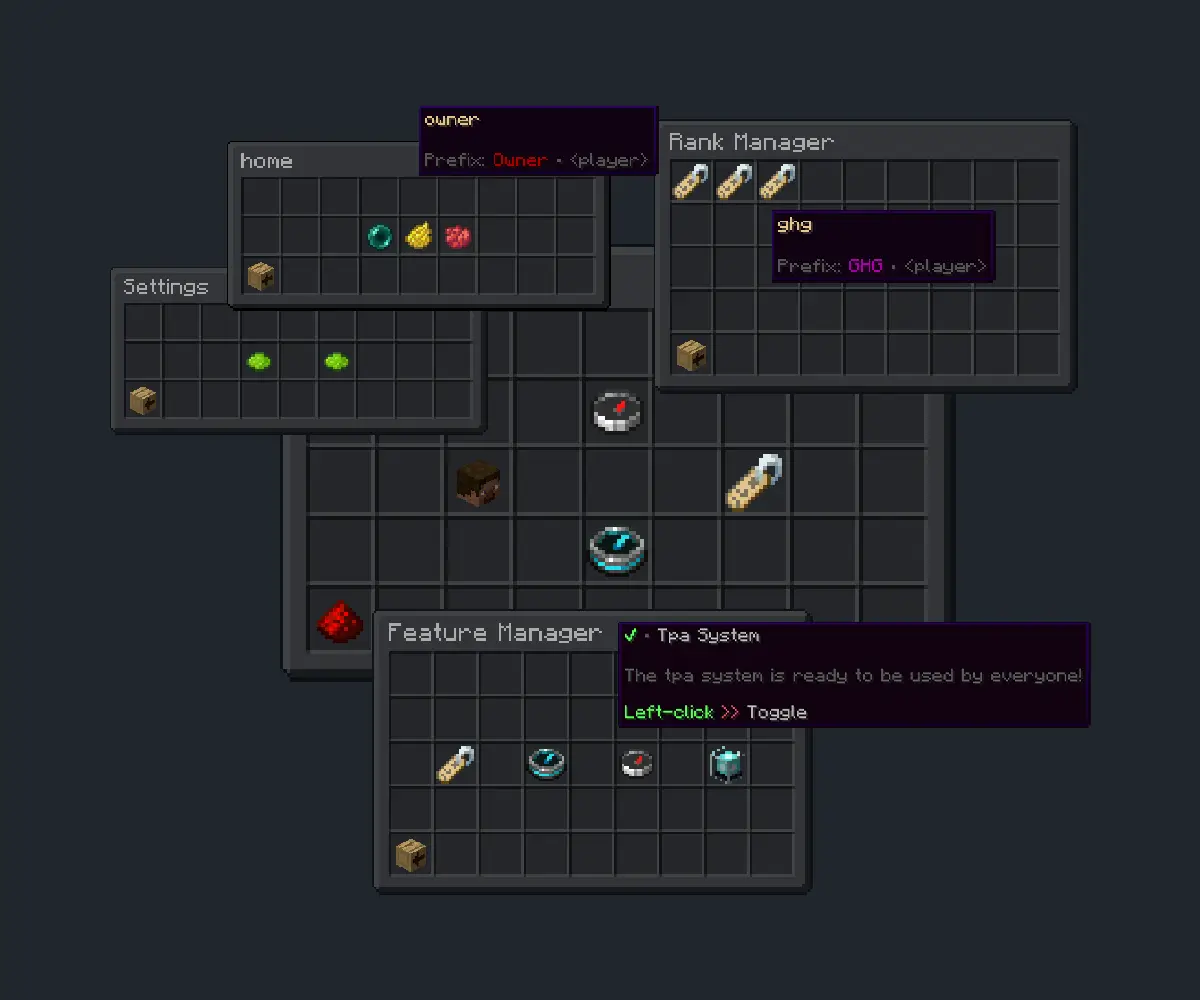 owner
Prefix: Owner · <player>
home
Rank Manager
ghg
Prefix: GHG · <player>
Settings
Feature Manager
✓ · Tpa System
The tpa system is ready to be used by everyone!
Left-click >> Toggle